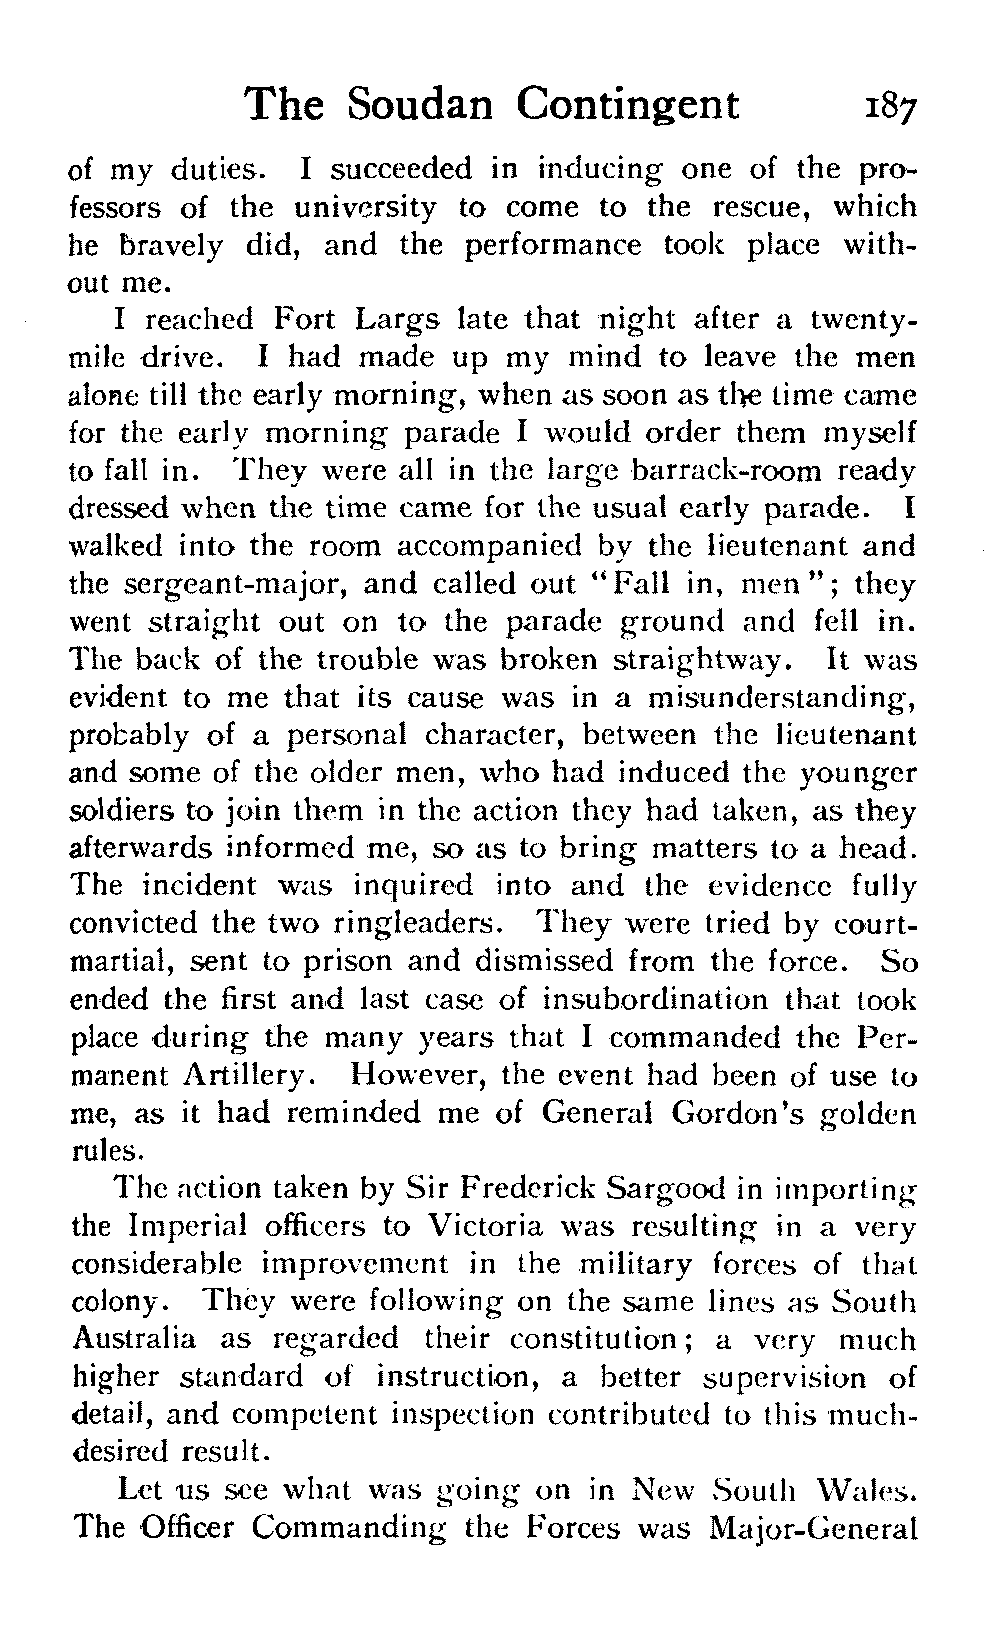 The Soudan Contingent 187
of my duties. I succeeded in inducing one of the pro-
fessors of the university to come to the rescue, which
he bravely did, and the performance took place with-
out me.
I reached Fort Largs late that night after a twenty-
mile drive. I had made up my mind to leave the men
alone till the early morning, when as soon as the time came
for the early morning parade I would order them myself
to fall in. They were all in the large barrack-room ready
dressed when the time came for the usual early parade. I
walked into the room accompanied by the lieutenant and
the sergeant-major, and called out "Fall in, men"; they
went straight out on to the parade ground and fell in.
The back of the trouble was broken straightway. It was
evident to me that its cause was in a misunderstanding,
probably of a personal character, between the lieutenant
and some of the older men, who had induced the younger
soldiers to join them in the action they had taken, as they
afterwards informed me, so as to bring matters to a head.
The incident was inquired into and the evidence fully
convicted the two ringleaders. They were tried by court-
martial, sent to prison and dismissed from the force. So
ended the first and last case of insubordination that took
place during the many years that I commanded the Per-
manent Artillery. However, the event had been of use to
me, as it had reminded me of General Gordon's golden
rules.
The action taken by Sir Frederick Sargood in importing
the Imperial officers to Victoria was resulting in a very
considerable improvement in the military forces of that
colony. They were following on the same lines as South
Australia as regarded their constitution; a very much
higher standard of instruction, a better supervision of
detail, and competent inspection contributed to this much-
desired result.
Let us see what was going on in New South Wales.
The Officer Commanding the Forces was Major-General